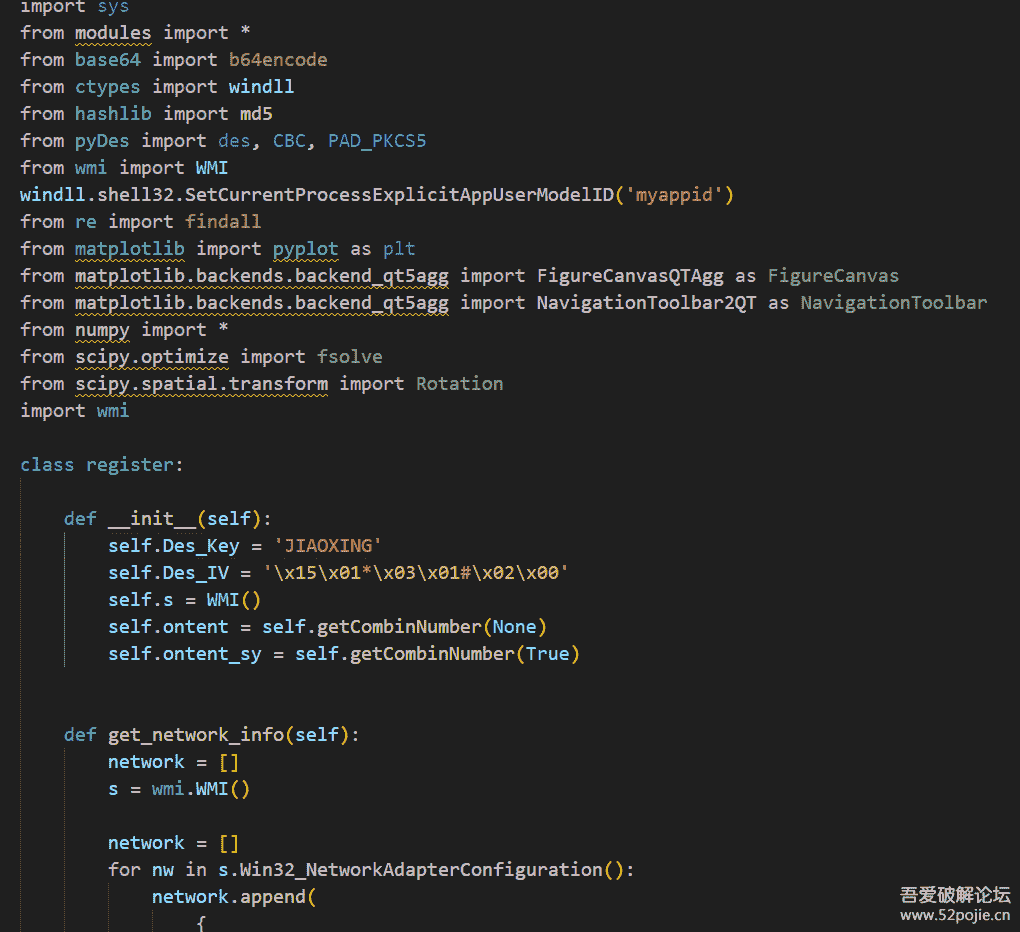 import sys
from modules import *
from base64 import b64encode
from ctypes import windll
from hashlib import md5
from pyDes import des, CBC, PAD_PKCS5
from wmi import WMI
windll.shell32.SetCurrentProcessExplicitAppUserModelID('myappid')
from re import findall
from matplotlib import pyplot as plt
from matplotlib.backends.backend_qt5agg import FigureCanvasQTAgg as FigureCanvas
from matplotlib.backends.backend_qt5agg import NavigationToolbar2QT as NavigationToolbar
from numpy import *
from scipy.optimize import fsolve
from scipy.spatial.transform import Rotation
import wmi
class register:
def __init__(self):
self.Des_Key = 'JIAOXING'
self.Des_IV = '\x15\x01*\x03\x01#\x02\x00'
self.s = WMI()
self.ontent = self.getCombinNumber(None)
self.ontent_sy = self.getCombinNumber(True)
def get_network_info(self):
network = []
s = wmi.WMI()
network = []
for nw in s.Win32_NetworkAdapterConfiguration():
network.append(
{
吾爱破解论坛
www.52pojie.cn